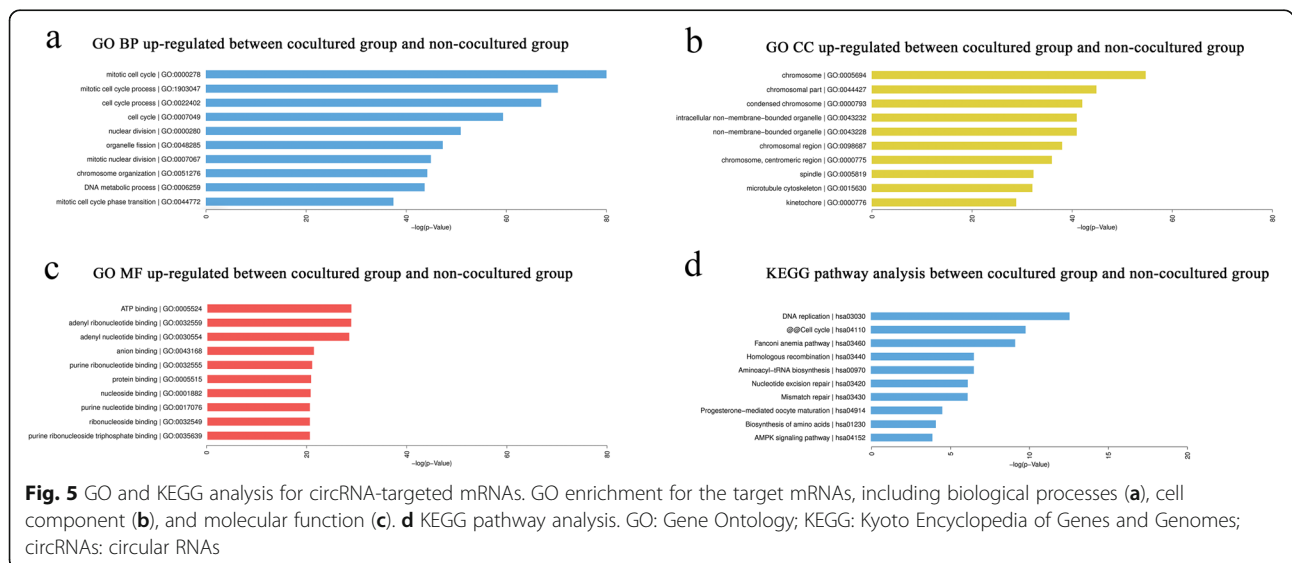 a
GO BP up-regulated between cocultured group and non-cocultured group
mitotic cell cycle | GO:0000278
mitotic cell cycle process | GO:1903047
cell cycle process | GO:0022402
cell cycle | GO:0007049
nuclear division | GO:0000280
organelle fission | GO:0048285
mitotic nuclear division | GO:0007067
chromosome organization | GO:0051276
DNA metabolic process | GO:0006259
mitotic cell cycle phase transition | GO:0044772
0 20 40 60 80
−log(p-Value)
b
GO CC up-regulated between cocultured group and non-cocultured group
chromosome | GO:0005694
chromosomal part | GO:0044427
condensed chromosome | GO:0000793
intracellular non−membrane−bounded organelle | GO:0043232
non−membrane−bounded organelle | GO:0043228
chromosomal region | GO:0098687
chromosome, centromeric region | GO:0000775
spindle | GO:0005819
microtubule cytoskeleton | GO:0015630
kinetochore | GO:0000776
0 20 40 60 80
−log(p-Value)
c
GO MF up-regulated between cocultured group and non-cocultured group
ATP binding | GO:0005524
adenyl ribonucleotide binding | GO:0032559
adenyl nucleotide binding | GO:0030554
anion binding | GO:0043168
purine ribonucleotide binding | GO:0032555
protein binding | GO:0005515
nucleoside binding | GO:0001882
purine nucleotide binding | GO:0017076
ribonucleoside binding | GO:0032549
purine ribonucleoside triphosphate binding | GO:0035639
0 20 40 60 80
−log(p-Value)
d
KEGG pathway analysis between cocultured group and non-cocultured group
DNA replication | hsa03030
@@Cell cycle | hsa04110
Fanconi anemia pathway | hsa03460
Homologous recombination | hsa03440
Aminoacyl−tRNA biosynthesis | hsa00970
Nucleotide excision repair | hsa03420
Mismatch repair | hsa03430
Progesterone−mediated oocyte maturation | hsa04914
Biosynthesis of amino acids | hsa01230
AMPK signaling pathway | hsa04152
0 5 10 15 20
−log(p-Value)
Fig. 5 GO and KEGG analysis for circRNA-targeted mRNAs. GO enrichment for the target mRNAs, including biological processes (a), cell
component (b), and molecular function (c). d KEGG pathway analysis. GO: Gene Ontology; KEGG: Kyoto Encyclopedia of Genes and Genomes;
circRNAs: circular RNAs